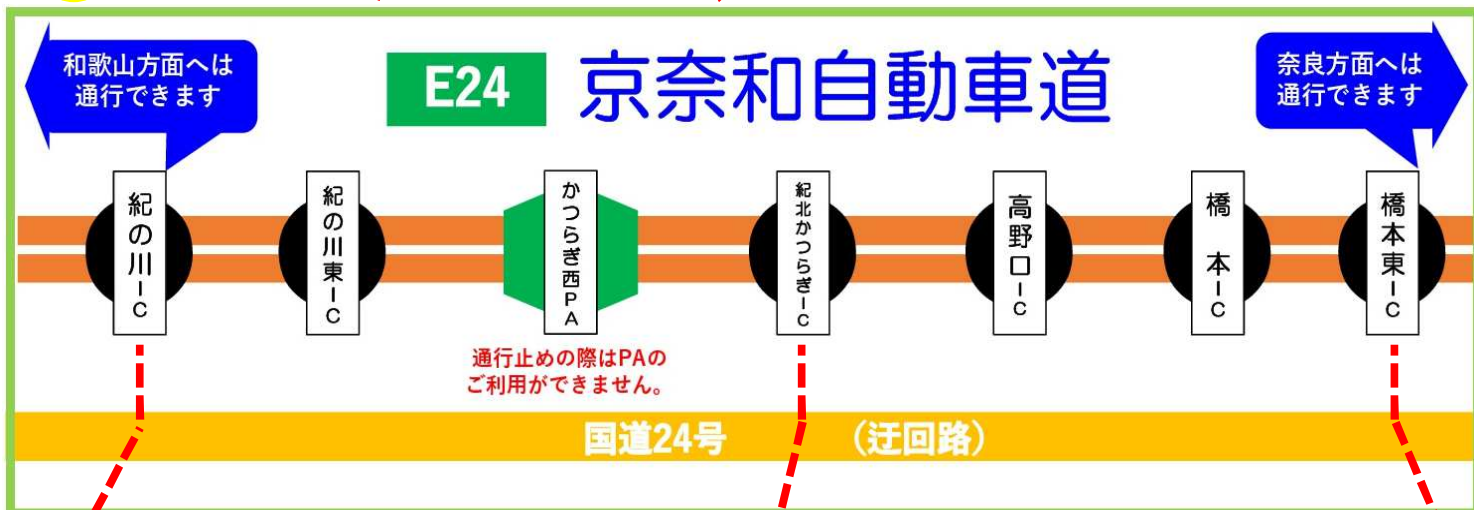 和歌山方面へは
通行できます
E24 京奈和自動車道
奈良方面へは
通行できます
紀の川IC
紀の川東IC
かつらぎ西PA
紀北かつらぎIC
高野口IC
橋本IC
橋本東IC
通行止めの際はPAの
ご利用ができません。
国道24号 (迂回路)